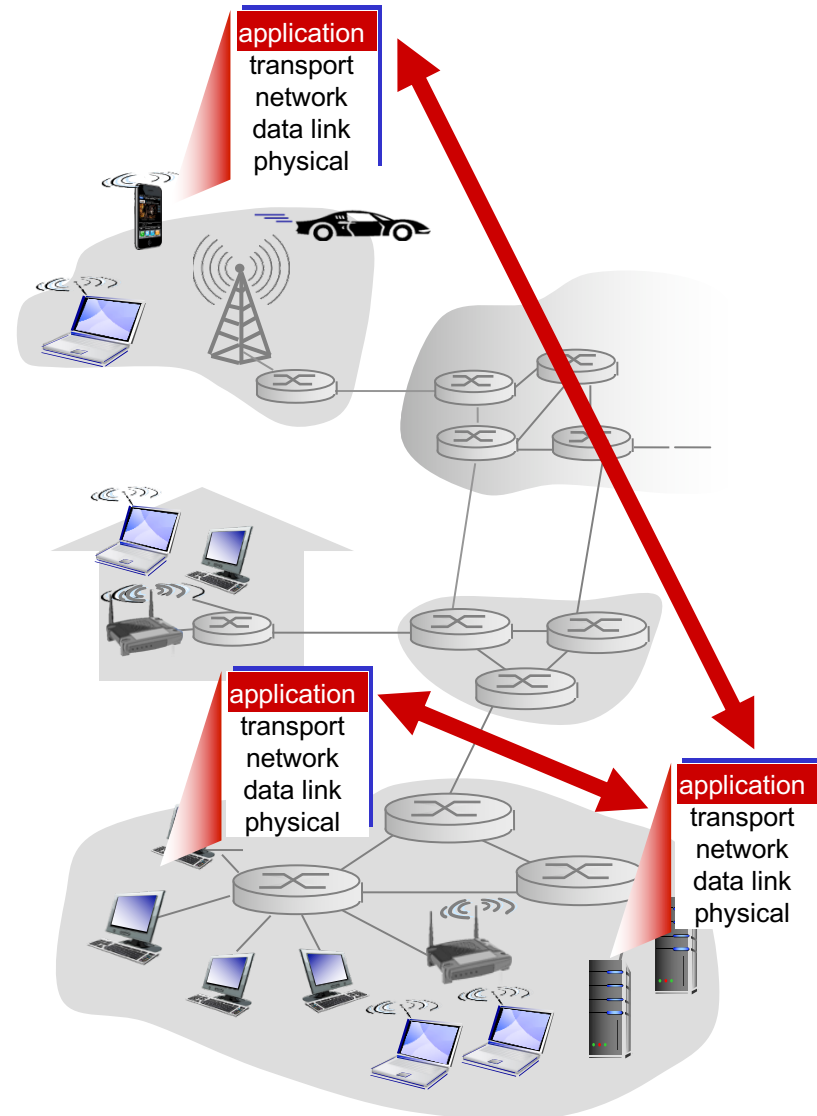 application
transport
network
data link
physical
application
transport
network
data link
physical
application
transport
network
data link
physical